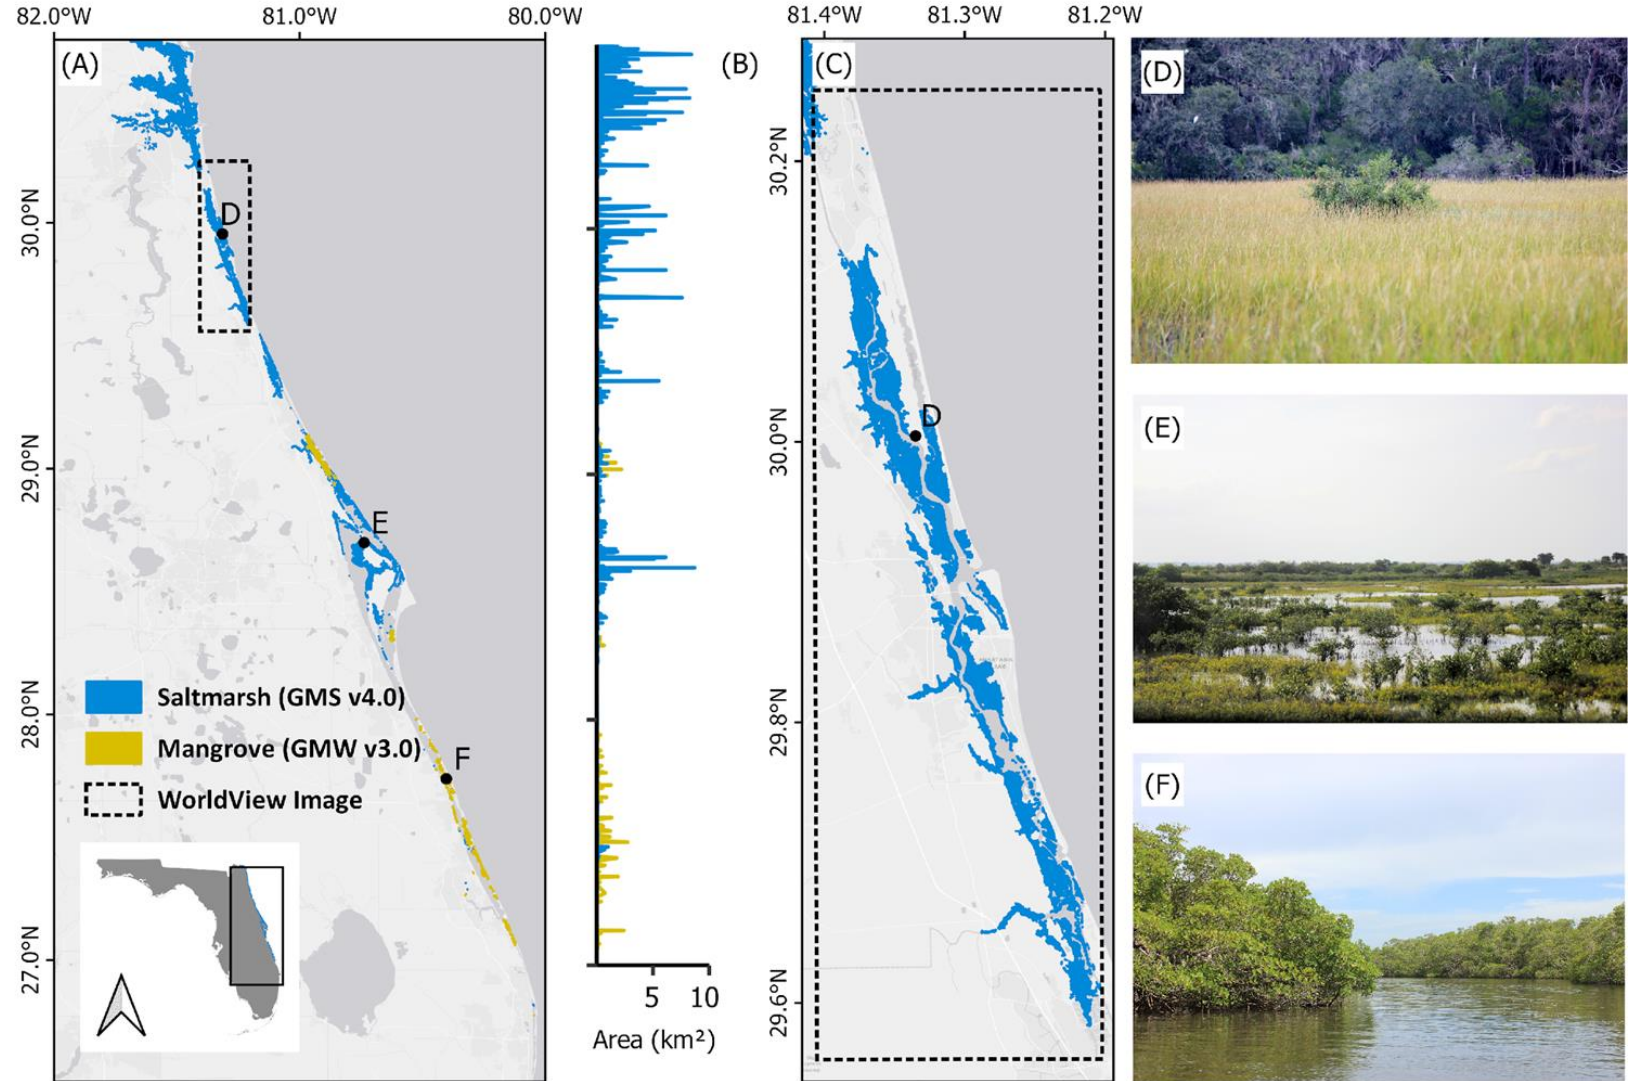 82.0°W 81.0°W 80.0°W
81.4°W 81.3°W 81.2°W
(A)
(B)
(C)
(D)
30.0°N
29.0°N
28.0°N
27.0°N
D
E
F
Saltmarsh (GMS v4.0)
Mangrove (GMW v3.0)
WorldView Image
5 10
Area (km²)
30.2°N
30.0°N
29.8°N
29.6°N
D
(E)
(F)